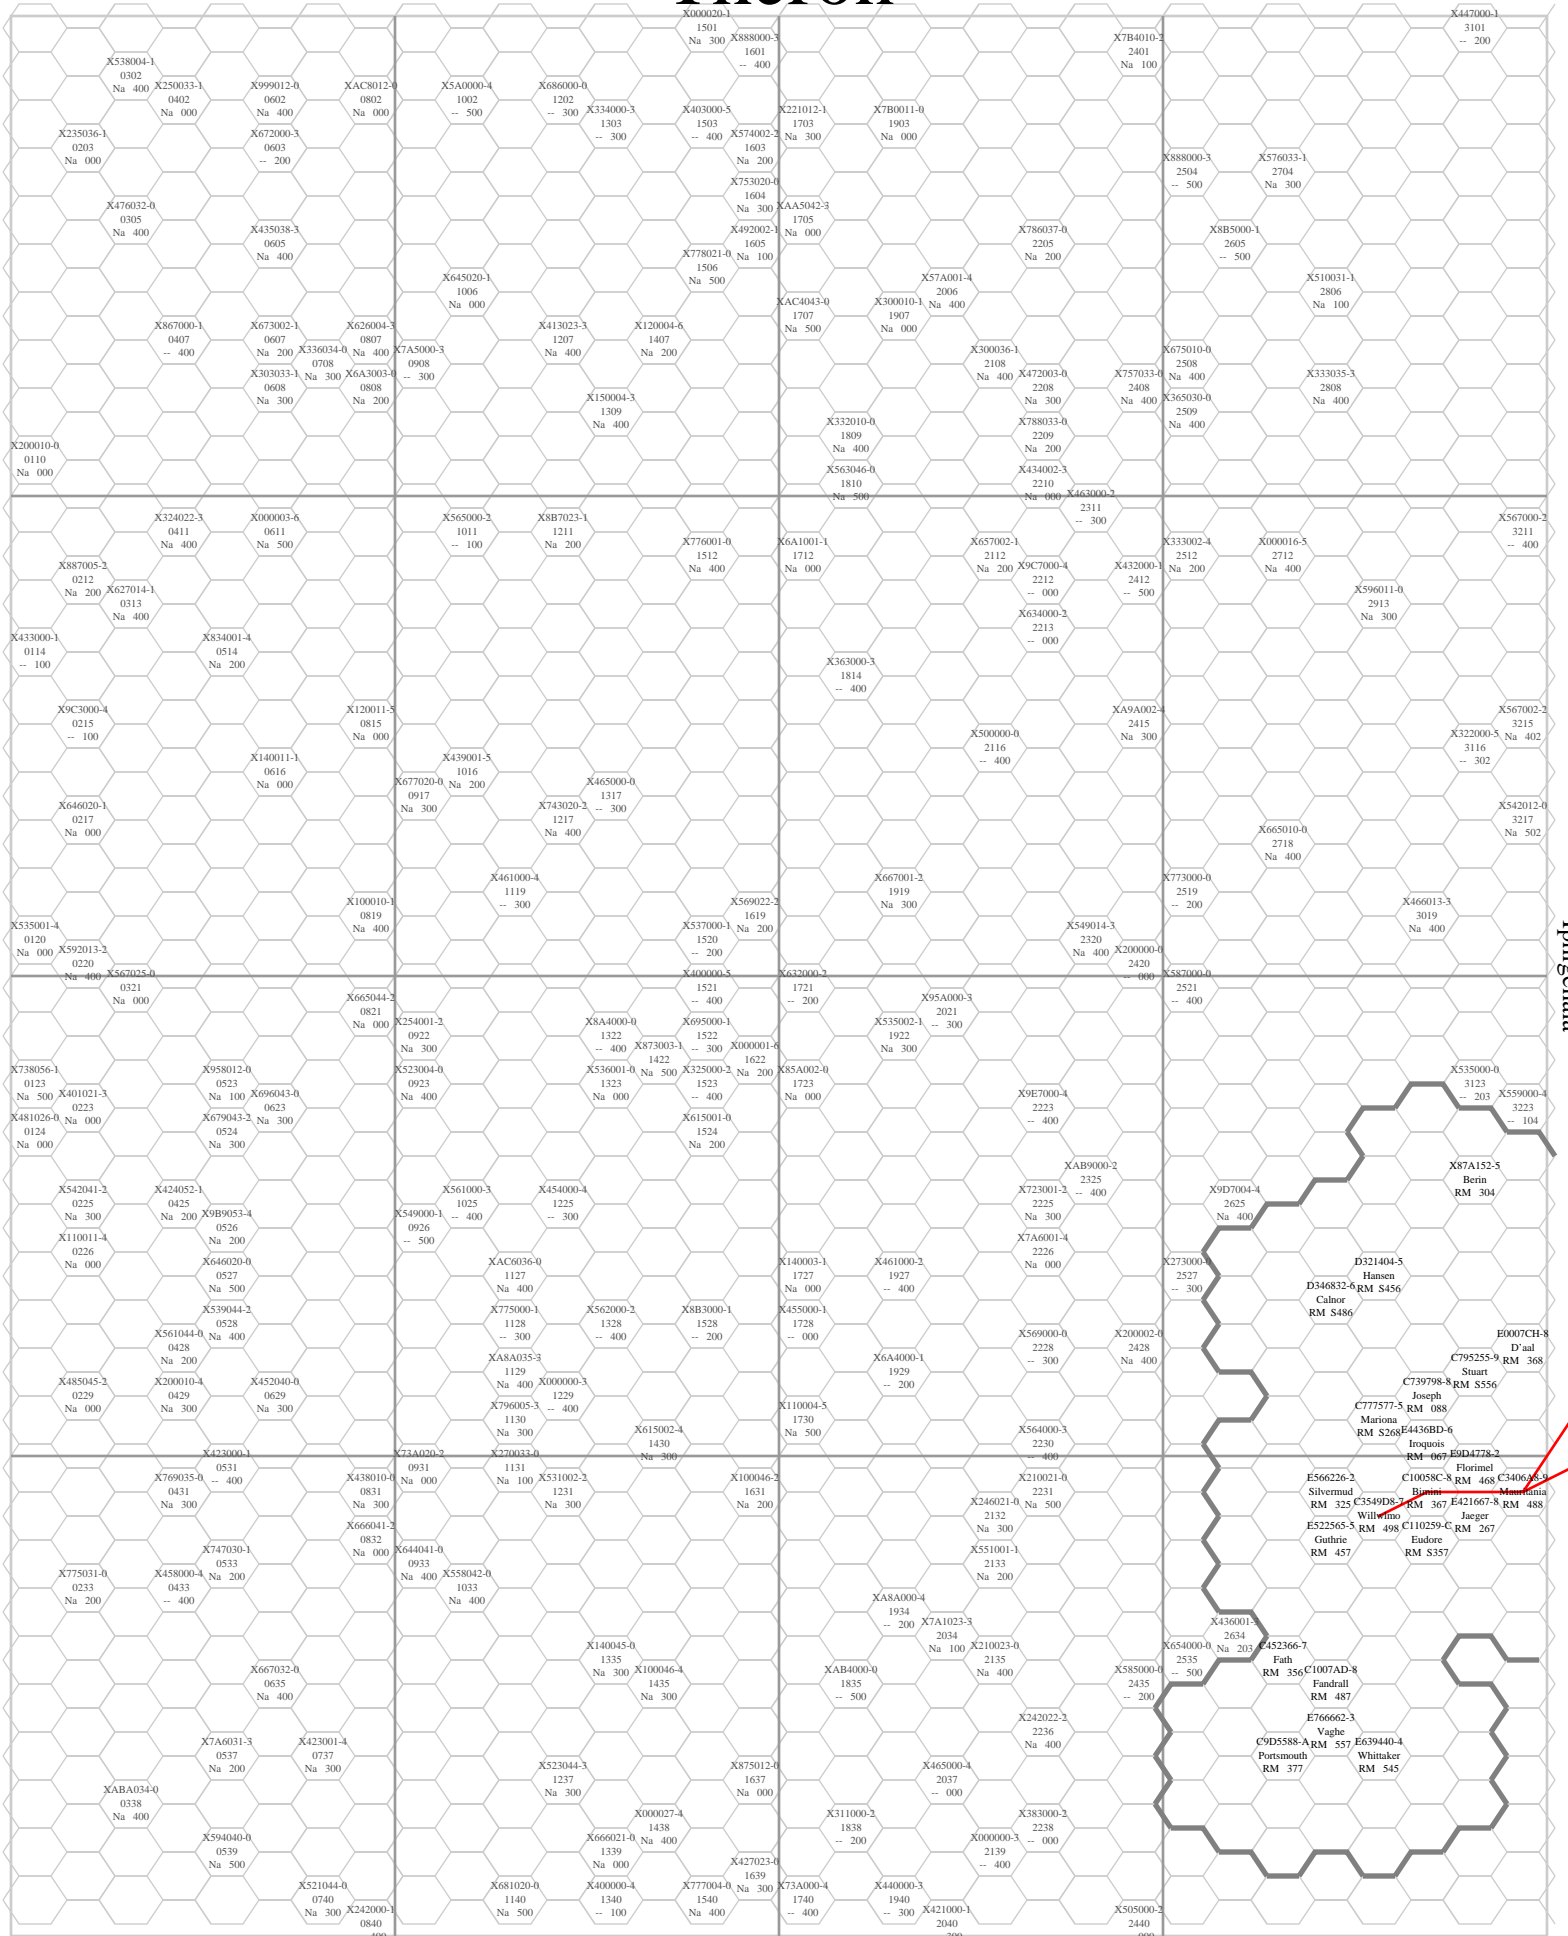 Theron
X000020-1
1501
Na 300
X888000-3
1601
-- 400
X7B4010-2
2401
Na 100
X447000-1
3101
-- 200
X538004-1
0302
Na 400
X250033-1
0402
Na 000
X999012-0
0602
Na 400
XAC8012-0
0802
Na 000
X5A0000-4
1002
-- 500
X686000-0
1202
-- 300
X334000-3
1303
-- 300
X403000-5
1503
-- 400
X221012-1
1703
Na 300
X7B0011-0
1903
Na 000
X235036-1
0203
Na 000
X672000-3
0603
-- 200
X574002-2
1603
Na 200
X888000-3
2504
-- 500
X576033-1
2704
Na 300
X753020-0
1604
Na 300
X476032-0
0305
Na 400
XAA5042-3
1705
Na 000
X435038-3
0605
Na 400
X492002-1
1605
Na 100
X786037-0
2205
Na 200
X8B5000-1
2605
-- 500
X778021-0
1506
Na 500
X645020-1
1006
Na 000
X57A001-4
2006
Na 400
X510031-1
2806
Na 100
XAC4043-0
1707
Na 500
X300010-1
1907
Na 000
X867000-1
0407
-- 400
X673002-1
0607
Na 200
X626004-3
0807
Na 400
X413023-3
1207
Na 400
X120004-6
1407
Na 200
X336034-0
0708
Na 300
X7A5000-3
0908
-- 300
X300036-1
2108
Na 400
X675010-0
2508
Na 400
X303033-1
0608
Na 300
X6A3003-0
0808
Na 200
X472003-0
2208
Na 300
X757033-0
2408
Na 400
X333035-3
2808
Na 400
X150004-3
1309
Na 400
X365030-0
2509
Na 400
X332010-0
1809
Na 400
X788033-0
2209
Na 200
X200010-0
0110
Na 000
X563046-0
1810
Na 500
X434002-3
2210
Na 000
X463000-2
2311
-- 300
X324022-3
0411
Na 400
X000003-6
0611
Na 500
X565000-2
1011
-- 100
X8B7023-1
1211
Na 200
X567000-2
3211
-- 400
X776001-0
1512
Na 400
X6A1001-1
1712
Na 000
X657002-1
2112
Na 200
X333002-4
2512
Na 200
X000016-5
2712
Na 400
X887005-2
0212
Na 200
X9C7000-4
2212
-- 000
X432000-1
2412
-- 500
X627014-1
0313
Na 400
X596011-0
2913
Na 300
X634000-2
2213
-- 000
X433000-1
0114
-- 100
X834001-4
0514
Na 200
X363000-3
1814
-- 400
X9C3000-4
0215
-- 100
X120011-5
0815
Na 000
XA9A002-4
2415
Na 300
X567002-2
3215
Na 402
X500000-0
2116
-- 400
X322000-5
3116
-- 302
X140011-1
0616
Na 000
X439001-5
1016
Na 200
X677020-0
0917
Na 300
X465000-0
1317
-- 300
X646020-1
0217
Na 000
X743020-2
1217
Na 400
X542012-0
3217
Na 502
X665010-0
2718
Na 400
X461000-4
1119
-- 300
X667001-2
1919
Na 300
X773000-0
2519
-- 200
X100010-1
0819
Na 400
X569022-2
1619
Na 200
X466013-3
3019
Na 400
X535001-4
0120
Na 000
X537000-1
1520
-- 200
X549014-3
2320
Na 400
Iphigenaia
X592013-2
0220
Na 400
X200000-0
2420
-- 000
X567025-0
0321
Na 000
X400000-5
1521
-- 400
X632000-2
1721
-- 200
X587000-0
2521
-- 400
X665044-2
0821
Na 000
X95A000-3
2021
-- 300
X254001-2
0922
Na 300
X8A4000-0
1322
-- 400
X695000-1
1522
-- 300
X535002-1
1922
Na 300
X873003-1
1422
Na 500
X000001-6
1622
Na 200
X738056-1
0123
Na 500
X958012-0
0523
Na 100
X523004-0
0923
Na 400
X536001-0
1323
Na 000
X325000-2
1523
-- 400
X85A002-0
1723
Na 000
X535000-0
3123
-- 203
X401021-3
0223
Na 000
X696043-0
0623
Na 300
X9E7000-4
2223
-- 400
X559000-4
3223
-- 104
X481026-0
0124
Na 000
X679043-2
0524
Na 300
X615001-0
1524
Na 200
XAB9000-2
2325
-- 400
X87A152-5
Berin
RM 304
X542041-2
0225
Na 300
X424052-1
0425
Na 200
X561000-3
1025
-- 400
X454000-4
1225
-- 300
X723001-2
2225
Na 300
X9D7004-4
2625
Na 400
X9B9053-4
0526
Na 200
X549000-1
0926
-- 500
X110011-4
0226
Na 000
X7A6001-4
2226
Na 000
X646020-0
0527
Na 500
XAC6036-0
1127
Na 400
X140003-1
1727
Na 000
X461000-2
1927
-- 400
X273000-0
2527
-- 300
D321404-5
Hansen
RM S456
D346832-6
Calnor
RM S486
X539044-2
0528
Na 400
X775000-1
1128
-- 300
X562000-2
1328
-- 400
X8B3000-1
1528
-- 200
X455000-1
1728
-- 000
X561044-0
0428
Na 200
X569000-0
2228
-- 300
X200002-0
2428
Na 400
E0007CH-8
D'aal
RM 368
XA8A035-3
1129
Na 400
X6A4000-1
1929
-- 200
C795255-9
Stuart
RM S556
X485045-2
0229
Na 000
X200010-4
0429
Na 300
X452040-0
0629
Na 300
X000000-3
1229
-- 400
C739798-8
Joseph
RM 088
X796005-3
1130
Na 300
X110004-5
1730
Na 500
C777577-5
Mariona
RM S268
X615002-4
1430
Na 300
X564000-3
2230
-- 400
E4436BD-6
Iroquois
RM 067
X423000-1
0531
-- 400
X73A020-2
0931
Na 000
X270033-0
1131
Na 100
E9D4778-2
Florimel
RM 468
X769035-0
0431
Na 300
X438010-0
0831
Na 300
X531002-2
1231
Na 300
X100046-2
1631
Na 200
X210021-0
2231
Na 500
E566226-2
Silvermud
RM 325
C10058C-8
Bimini
RM 367
C3406A8-9
Mauritania
RM 488
X246021-0
2132
Na 300
C3549D8-7
Willwimo
RM 498
E421667-8
Jaeger
RM 267
X666041-2
0832
Na 000
E522565-5
Guthrie
RM 457
C110259-C
Eudore
RM S357
X747030-1
0533
Na 200
X644041-0
0933
Na 400
X551001-1
2133
Na 200
X775031-0
0233
Na 200
X458000-4
0433
-- 400
X558042-0
1033
Na 400
XA8A000-4
1934
-- 200
X7A1023-3
2034
Na 100
X436001-3
2634
Na 203
X140045-0
1335
Na 300
X210023-0
2135
Na 400
X654000-0
2535
-- 500
C452366-7
Fath
RM 356
X667032-0
0635
Na 400
X100046-4
1435
Na 300
XAB4000-0
1835
-- 500
X585000-0
2435
-- 200
C1007AD-8
Fandrall
RM 487
X242022-2
2236
Na 400
E766662-3
Vaghe
RM 557
X7A6031-3
0537
Na 200
X423001-4
0737
Na 300
C9D5588-A
Portsmouth
RM 377
E639440-4
Whittaker
RM 545
X523044-3
1237
Na 300
X875012-0
1637
Na 000
X465000-4
2037
-- 000
XABA034-0
0338
Na 400
X000027-4
1438
Na 400
X311000-2
1838
-- 200
X383000-2
2238
-- 000
X594040-0
0539
Na 500
X666021-0
1339
Na 000
X000000-3
2139
-- 400
X427023-0
1639
Na 300
X521044-0
0740
Na 300
X681020-0
1140
Na 500
X400000-4
1340
-- 100
X777004-0
1540
Na 400
X73A000-4
1740
-- 400
X440000-3
1940
-- 300
X242000-1
0840
X421000-1
2040
X505000-2
2440